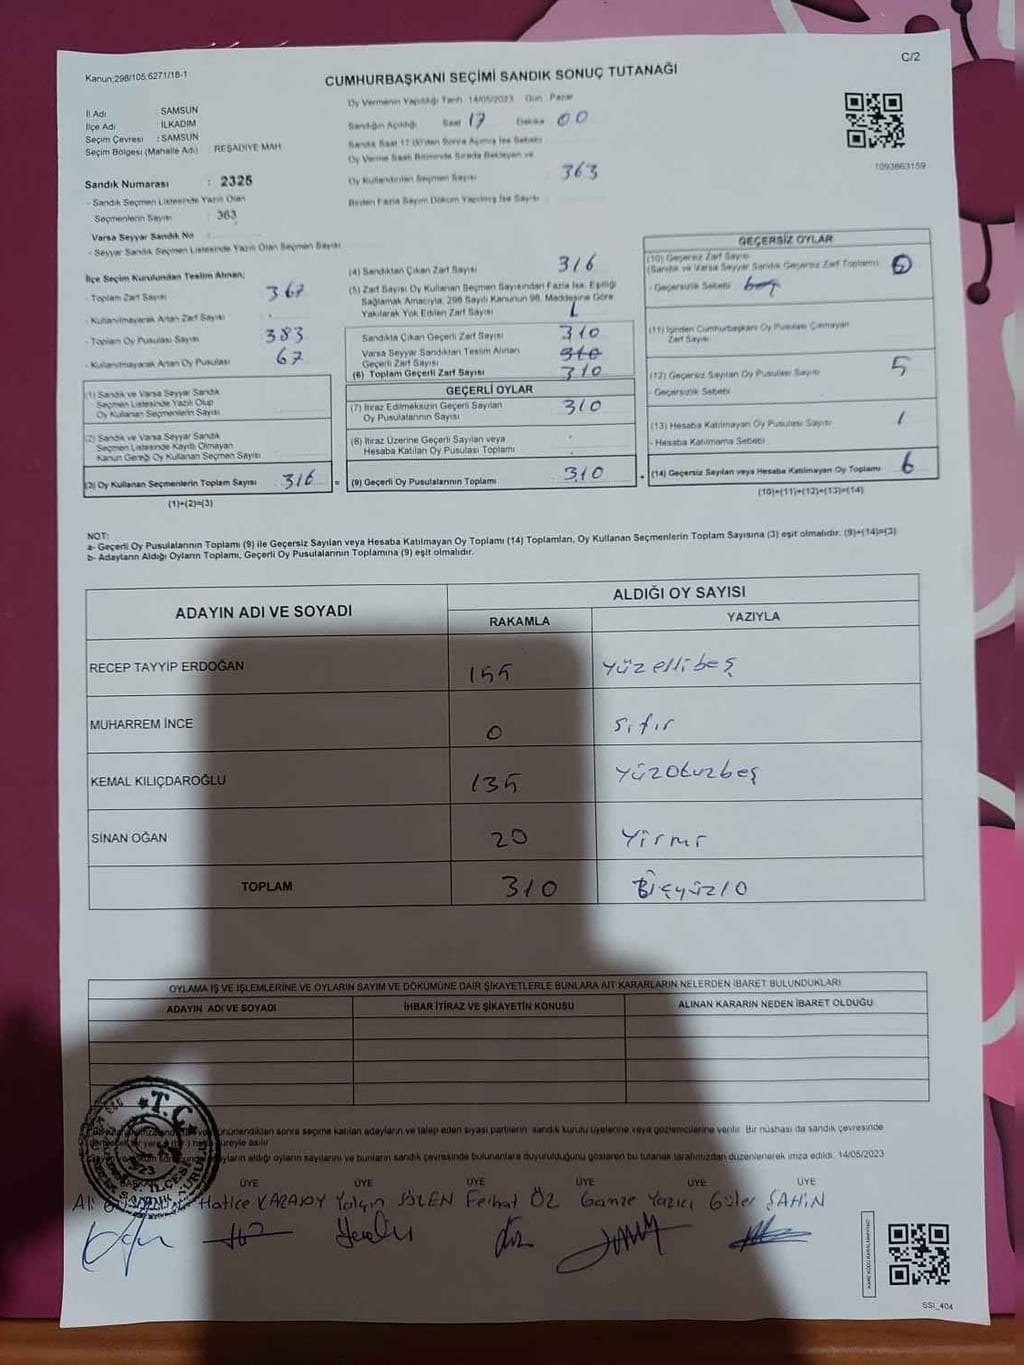 Kanun;298/105,6271/18-1
C/2
CUMHURBAŞKANI SEÇİMİ SANDIK SONUÇ TUTANAĞI
İl Adı : SAMSUN
İlçe Adı : İLKADIM
Seçim Çevresi : SAMSUN
Seçim Bölgesi (Mahalle Adı) REŞADİYE MAH
Sandık Numarası : 2325
- Sandık Seçmen Listesinde Yazılı Olan
Seçmenlerin Sayısı : 363
Varsa Seyyar Sandık No :
- Seyyar Sandık Seçmen Listesinde Yazılı Olan Seçmen Sayısı
Oy Vermenin Yapıldığı Tarih 14/05/2023 Gün : Pazar
Sandığın Açıldığı Saat 17 Dakika 00
Sandık Saat 17:00'den Sonra Açılmış İse Sebebi
Oy Verme Saati Bitiminde Sırada Bekleyen ve
Oy Kullandırılan Seçmen Sayısı 363
Birden Fazla Sayım Döküm Yapılmış İse Sayısı
1093863159
İlçe Seçim Kurulundan Teslim Alınan;
- Toplam Zarf Sayısı 367
- Kullanılmayarak Artan Zarf Sayısı
- Toplam Oy Pusulası Sayısı 383
- Kullanılmayarak Artan Oy Pusulası 67
(1) Sandık ve Varsa Seyyar Sandık
Seçmen Listesinde Yazılı Olup
Oy Kullanan Seçmenlerin Sayısı
(2) Sandık ve Varsa Seyyar Sandık
Seçmen Listesinde Kayıtlı Olmayan
Kanun Gereği Oy Kullanan Seçmen Sayısı
(3) Oy Kullanan Seçmenlerin Toplam Sayısı 316 =
(1)+(2)=(3)
(4) Sandıktan Çıkan Zarf Sayısı 316
(5) Zarf Sayısı Oy Kullanan Seçmen Sayısından Fazla İse, Eşitliği
Sağlamak Amacıyla, 298 Sayılı Kanunun 98. Maddesine Göre
Yakılarak Yok Edilen Zarf Sayısı
Sandıkta Çıkan Geçerli Zarf Sayısı 310
Varsa Seyyar Sandıktan Teslim Alınan
Geçerli Zarf Sayısı 310
(6) Toplam Geçerli Zarf Sayısı 310
GEÇERLİ OYLAR
(7) İtiraz Edilmeksizin Geçerli Sayılan
Oy Pusulalarının Sayısı 310
(8) İtiraz Üzerine Geçerli Sayılan veya
Hesaba Katılan Oy Pusulası Toplamı
(9) Geçerli Oy Pusulalarının Toplamı 310 +
GEÇERSİZ OYLAR
(10) Geçersiz Zarf Sayısı
(Sandık ve Varsa Seyyar Sandık Geçersiz Zarf Toplamı)
- Geçersizlik Sebebi boş
(11) İçinden Cumhurbaşkanı Oy Pusulası Çıkmayan
Zarf Sayısı
(12) Geçersiz Sayılan Oy Pusulası Sayısı 5
- Geçersizlik Sebebi
(13) Hesaba Katılmayan Oy Pusulası Sayısı 1
- Hesaba Katılmama Sebebi
(14) Geçersiz Sayılan veya Hesaba Katılmayan Oy Toplamı 6
(10)+(11)+(12)+(13)=(14)
NOT:
a- Geçerli Oy Pusulalarının Toplamı (9) ile Geçersiz Sayılan veya Hesaba Katılmayan Oy Toplamı (14) Toplamları, Oy Kullanan Seçmenlerin Toplam Sayısına (3) eşit olmalıdır. (9)+(14)=(3)
b- Adayların Aldığı Oyların Toplamı, Geçerli Oy Pusulalarının Toplamına (9) eşit olmalıdır.
ADAYIN ADI VE SOYADI
ALDIĞI OY SAYISI
RAKAMLA YAZIYLA
RECEP TAYYİP ERDOĞAN 155 Yüzellibeş
MUHARREM İNCE 0 sıfır
KEMAL KILIÇDAROĞLU 135 Yüzotuzbeş
SİNAN OĞAN 20 Yirmi
TOPLAM 310
OYLAMA İŞ VE İŞLEMLERİNE VE OYLARIN SAYIM VE DÖKÜMÜNE DAİR ŞİKAYETLERLE BUNLARA AİT KARARLARIN NELERDEN İBARET BULUNDUKLARI
ADAYIN ADI VE SOYADI İHBAR İTİRAZ VE ŞİKAYETİN KONUSU ALINAN KARARIN NEDEN İBARET OLDUĞU
sonra seçime katılan adayların ve talep eden siyasi partilerin sandık kurulu üyelerine veya gözlemcilerine verilir. Bir nüshası da sandık çevresinde
süreyle asılır
aldığı oyların sayılarını ve bunların sandık çevresinde bulunanlara duyurulduğunu gösteren bu tutanak tarafımızdan düzenlenerek imza edildi. 14/05/2023
T.C.
ÜYE ÜYE ÜYE ÜYE ÜYE
Ali Hatice KARAJOY Yalçın SÖLEN Ferhat ÖZ Gamze Yazıcı Güler ŞAHİN
SSİ_404